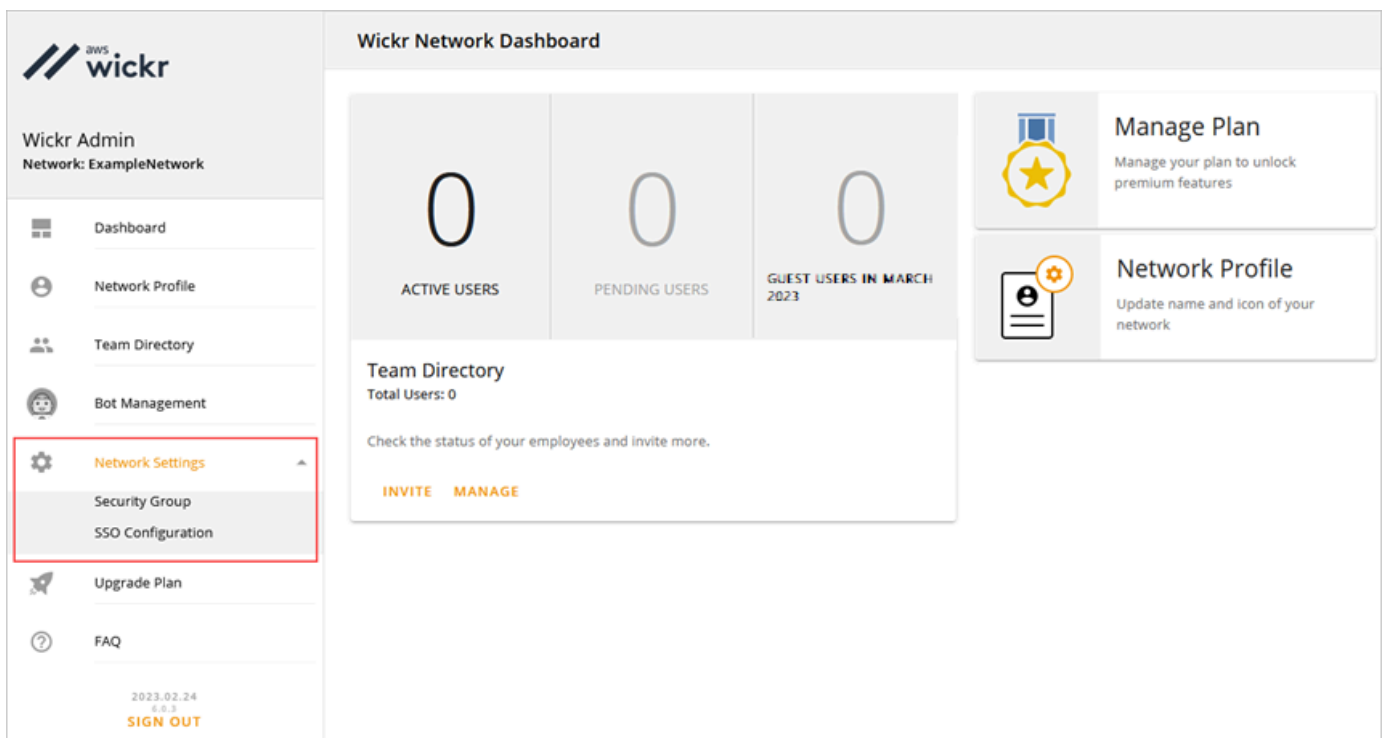 aws
wickr
Wickr Admin
Network: ExampleNetwork
Dashboard
Network Profile
Team Directory
Bot Management
Network Settings
Security Group
SSO Configuration
Upgrade Plan
FAQ
2023.02.24
6.0.3
SIGN OUT
Wickr Network Dashboard
0
ACTIVE USERS
0
PENDING USERS
0
GUEST USERS IN MARCH
2023
Team Directory
Total Users: 0
Check the status of your employees and invite more.
INVITE MANAGE
Manage Plan
Manage your plan to unlock
premium features
Network Profile
Update name and icon of your
network